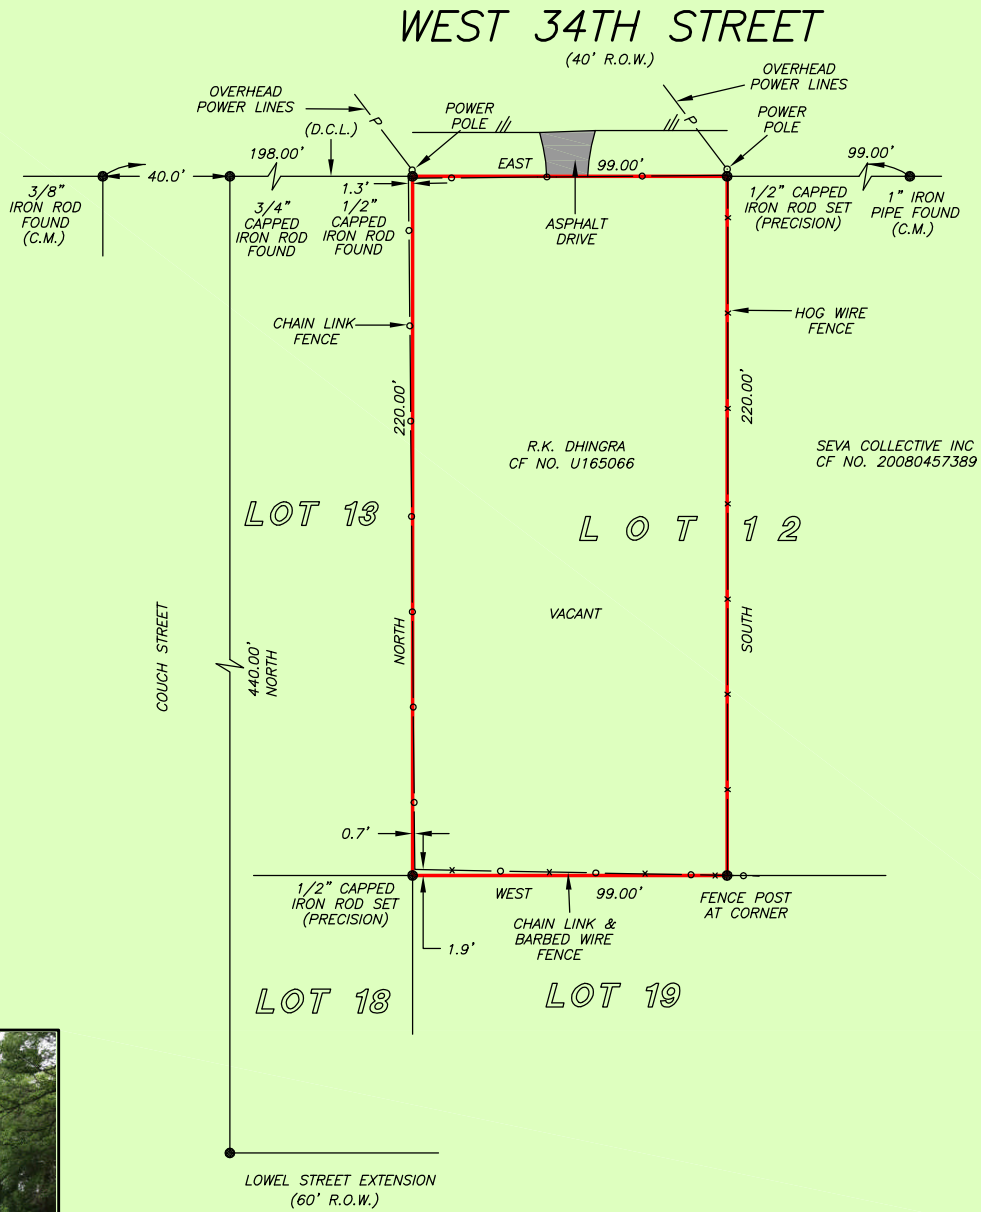 WEST 34TH STREET
(40' R.O.W.)
OVERHEAD
POWER LINES
P
POWER
POLE
OVERHEAD
POWER LINES
P
POWER
POLE
(D.C.L.)
198.00'
40.0'
EAST
99.00'
99.00'
3/8"
IRON ROD
FOUND
(C.M.)
3/4"
CAPPED
IRON ROD
FOUND
1.3'
1/2"
CAPPED
IRON ROD
FOUND
ASPHALT
DRIVE
1/2" CAPPED
IRON ROD SET
(PRECISION)
1" IRON
PIPE FOUND
(C.M.)
CHAIN LINK
FENCE
HOG WIRE
FENCE
220.00'
220.00'
R.K. DHINGRA
CF NO. U165066
SEVA COLLECTIVE INC
CF NO. 20080457389
LOT 13
LOT 12
VACANT
COUCH STREET
440.00'
NORTH
NORTH
SOUTH
0.7'
1/2" CAPPED
IRON ROD SET
(PRECISION)
WEST
99.00'
FENCE POST
AT CORNER
CHAIN LINK &
BARBED WIRE
FENCE
1.9'
LOT 18
LOT 19
LOWEL STREET EXTENSION
(60' R.O.W.)